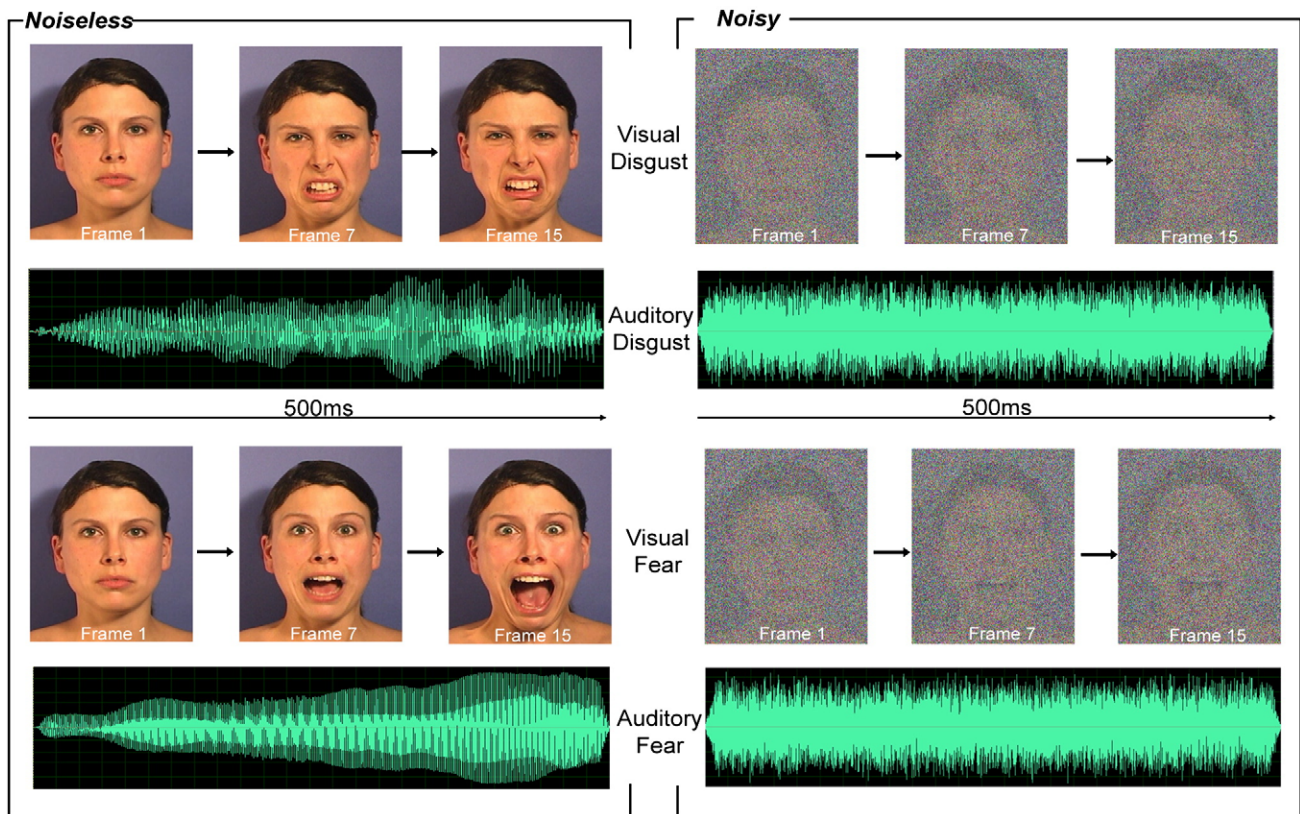 Noiseless
Noisy
Frame 1
Frame 7
Frame 15
Visual
Disgust
Frame 1
Frame 7
Frame 15
Auditory
Disgust
500ms
500ms
Frame 1
Frame 7
Frame 15
Visual
Fear
Frame 1
Frame 7
Frame 15
Auditory
Fear